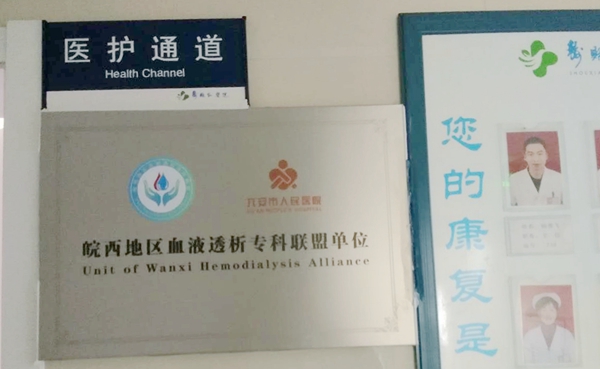 医护通道
Health Channel
六安市人民医院
皖西地区血液透析专科联盟单位
Unit of Wanxi Hemodialysis Alliance
您的康复是